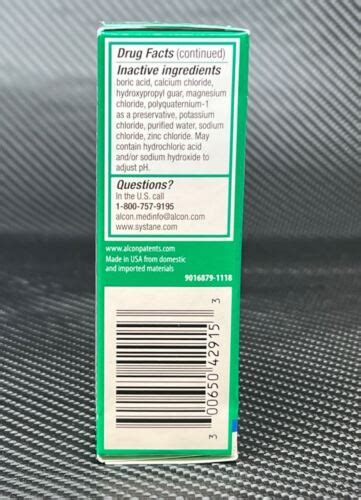 Drug Facts (continued)
Inactive ingredients
boric acid, calcium chloride,
hydroxypropyl guar, magnesium
chloride, polyquaternium-1
as a preservative, potassium
chloride, purified water, sodium
chloride, zinc chloride. May
contain hydrochloric acid
and/or sodium hydroxide to
adjust pH.
Questions?
In the U.S. call
1-800-757-9195
alcon.medinfo@alcon.com
www.systane.com
www.alconpatents.com
Made in USA from domestic
and imported materials
9016879-1118
3 00650 42915 3